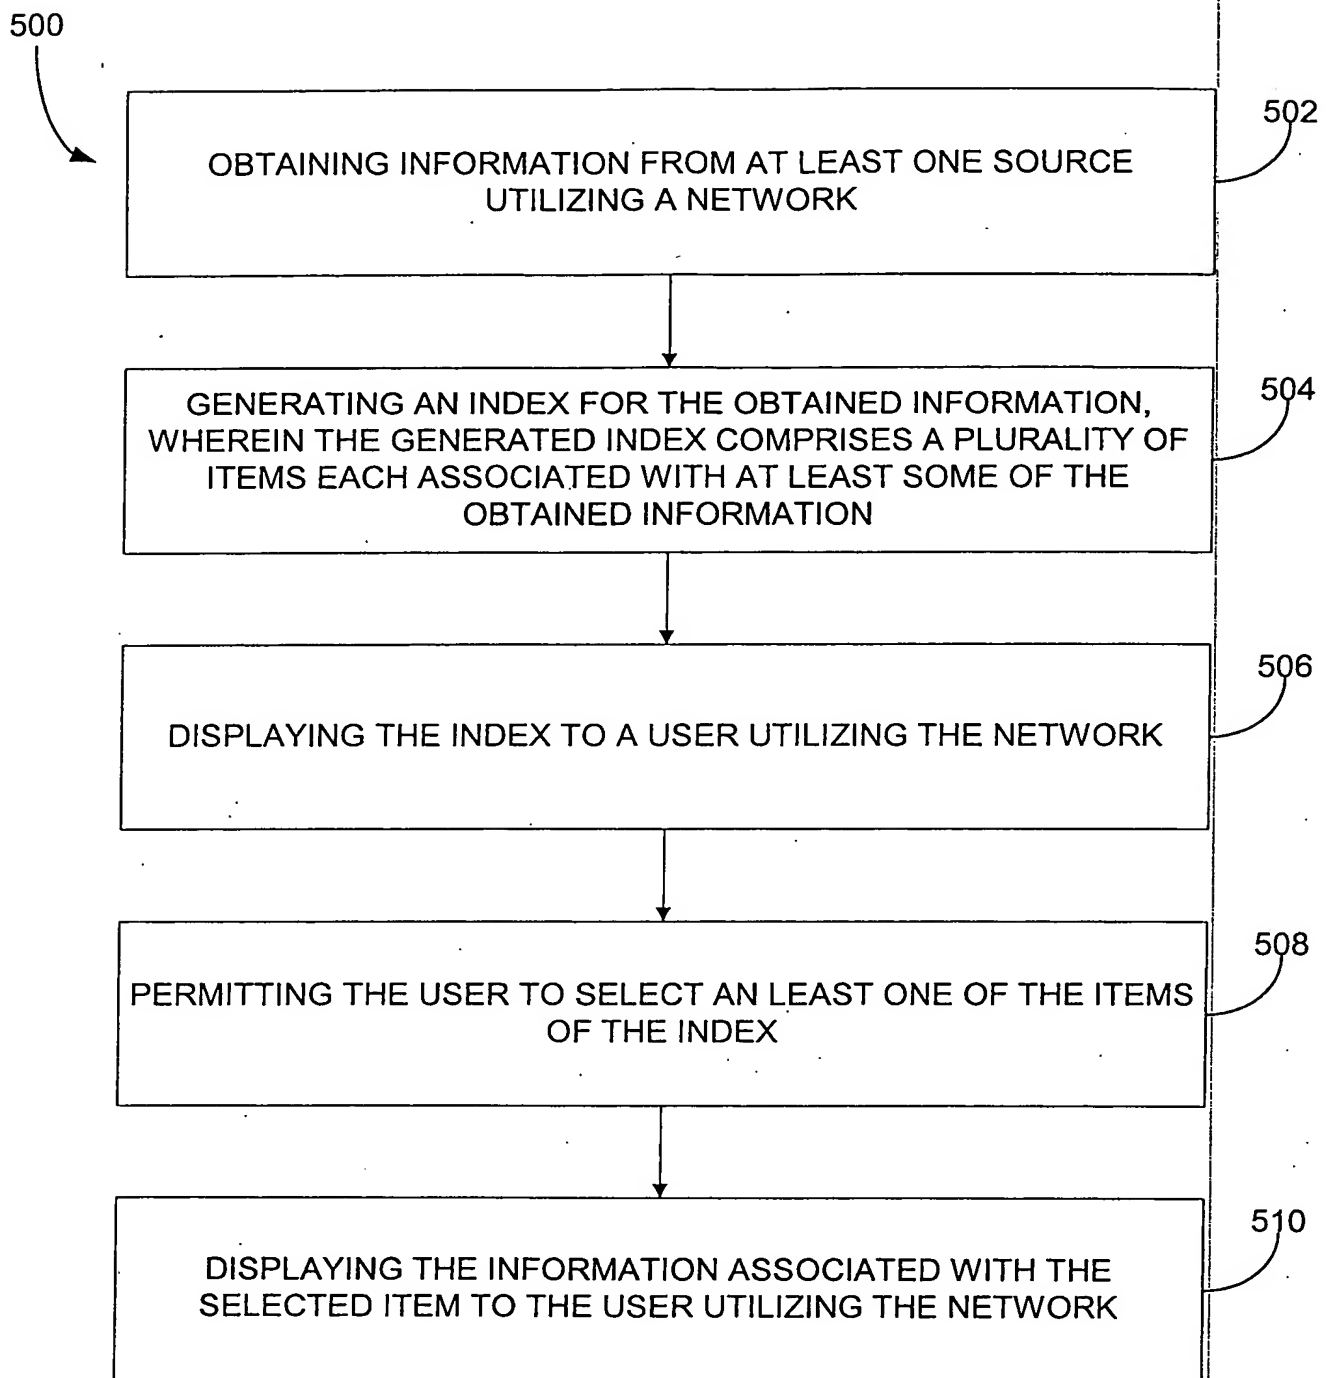 500
502
OBTAINING INFORMATION FROM AT LEAST ONE SOURCE
UTILIZING A NETWORK
504
GENERATING AN INDEX FOR THE OBTAINED INFORMATION,
WHEREIN THE GENERATED INDEX COMPRISES A PLURALITY OF
ITEMS EACH ASSOCIATED WITH AT LEAST SOME OF THE
OBTAINED INFORMATION
506
DISPLAYING THE INDEX TO A USER UTILIZING THE NETWORK
508
PERMITTING THE USER TO SELECT AN LEAST ONE OF THE ITEMS
OF THE INDEX
510
DISPLAYING THE INFORMATION ASSOCIATED WITH THE
SELECTED ITEM TO THE USER UTILIZING THE NETWORK